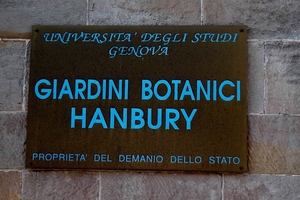 UNIVERSITA' DEGLI STUDI
GENOVA
GIARDINI BOTANICI
HANBURY
PROPRIETA' DEL DEMANIO DELLO STATO